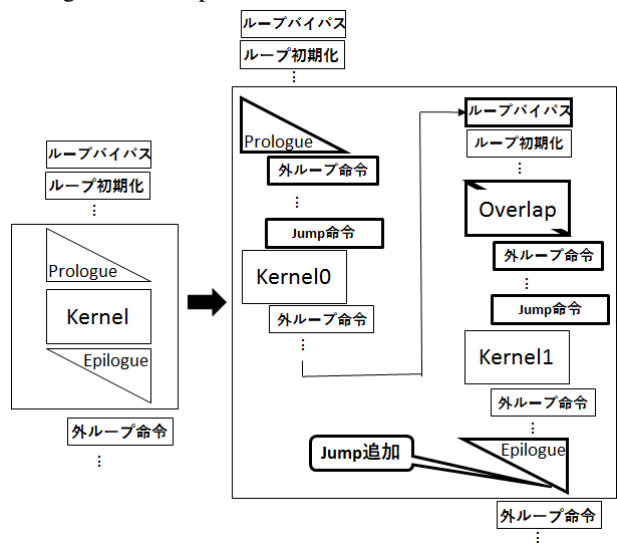 ループバイパス
ループ初期化
⋮
Prologue
Kernel
Epilogue
外ループ命令
⋮
ループバイパス
ループ初期化
⋮
Prologue
外ループ命令
⋮
Jump命令
Kernel0
外ループ命令
⋮
ループバイパス
ループ初期化
⋮
Overlap
外ループ命令
⋮
Jump命令
Kernel1
外ループ命令
⋮
Epilogue
Jump追加
外ループ命令
⋮